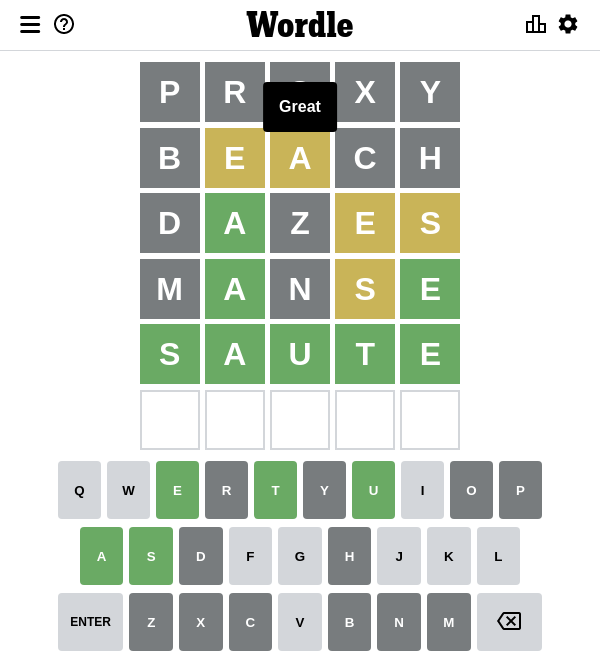 Wordle
P R X Y
Great
B E A C H
D A Z E S
M A N S E
S A U T E
Q W E R T Y U I O P
A S D F G H J K L
ENTER Z X C V B N M